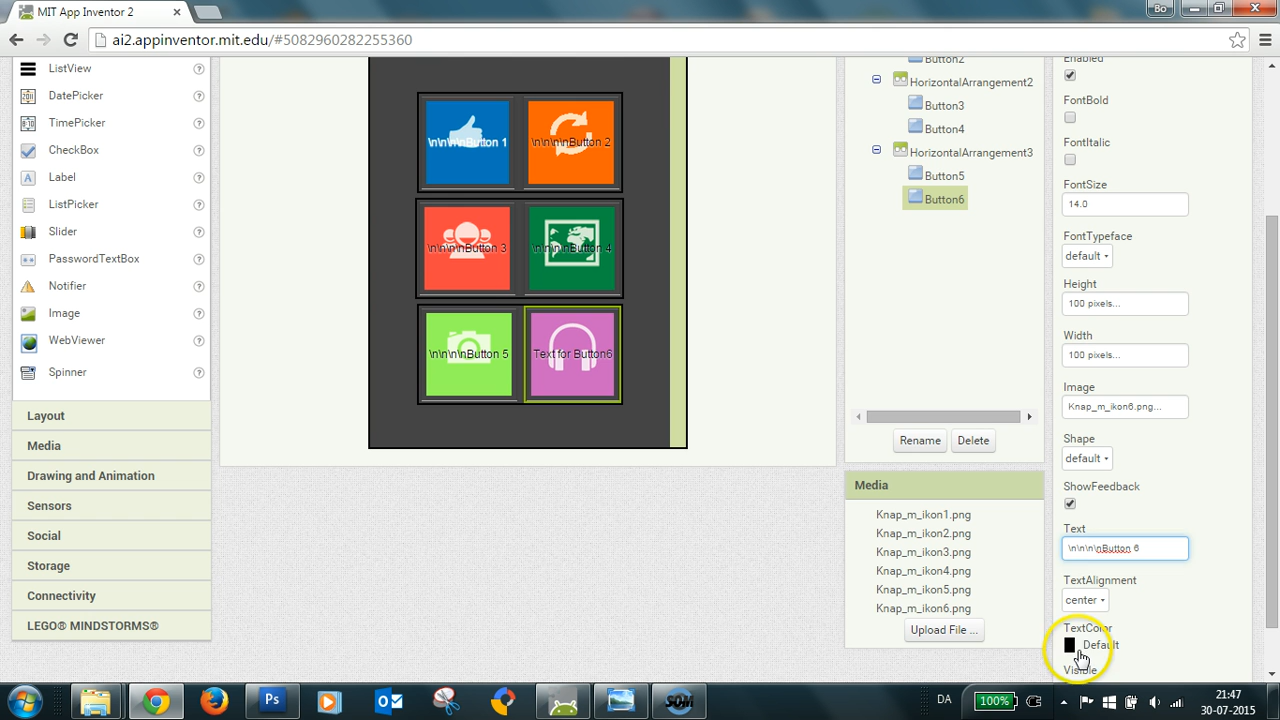 MIT App Inventor 2
Bo
ai2.appinventor.mit.edu/#5082960282255360
ListView
DatePicker
TimePicker
CheckBox
Label
ListPicker
Slider
PasswordTextBox
Notifier
Image
WebViewer
Spinner
Layout
Media
Drawing and Animation
Sensors
Social
Storage
Connectivity
LEGO® MINDSTORMS®
\n\n\n\nButton 1
\n\n\n\nButton 2
\n\n\n\nButton 3
\n\n\n\nButton 4
\n\n\n\nButton 5
Text for Button6
Button2
HorizontalArrangement2
Button3
Button4
HorizontalArrangement3
Button5
Button6
Rename
Delete
Media
Knap_m_ikon1.png
Knap_m_ikon2.png
Knap_m_ikon3.png
Knap_m_ikon4.png
Knap_m_ikon5.png
Knap_m_ikon6.png
Upload File ...
Enabled
FontBold
FontItalic
FontSize
14.0
FontTypeface
default
Height
100 pixels...
Width
100 pixels...
Image
Knap_m_ikon6.png...
Shape
default
ShowFeedback
Text
\n\n\n\nButton 6
TextAlignment
center
TextColor
Default
Visible
Ps
SOM
DA
100%
21:47
30-07-2015